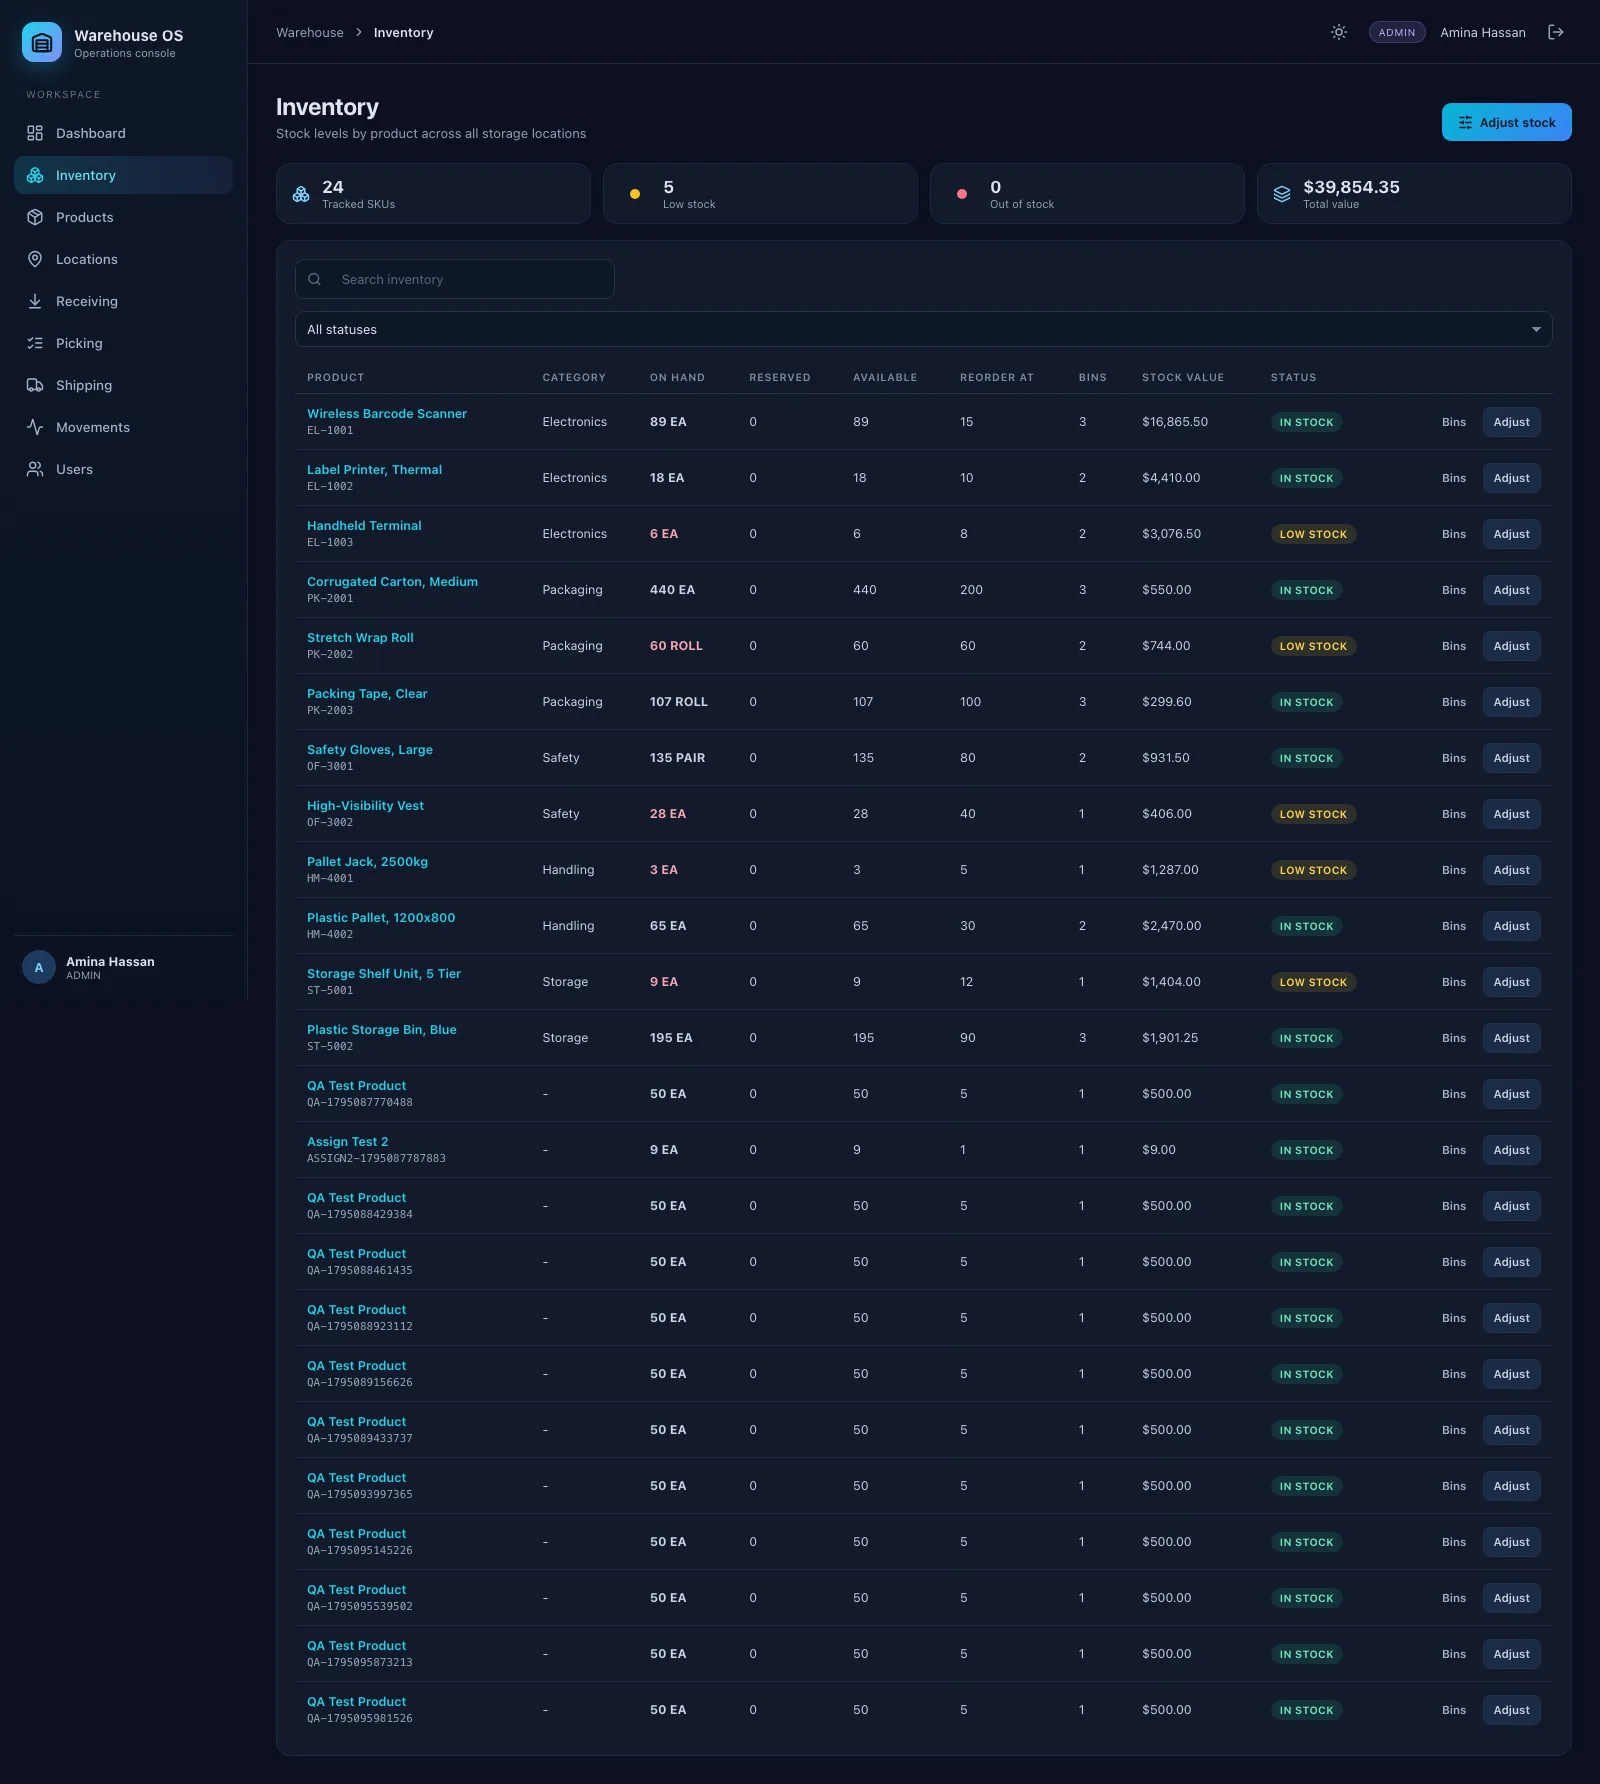 Warehouse OS
Operations console
WORKSPACE
Dashboard
Inventory
Products
Locations
Receiving
Picking
Shipping
Movements
Users
A
Amina Hassan
ADMIN
Warehouse > Inventory
ADMIN Amina Hassan
Inventory
Stock levels by product across all storage locations
Adjust stock
24
Tracked SKUs
5
Low stock
0
Out of stock
$39,854.35
Total value
Search inventory
All statuses
PRODUCT CATEGORY ON HAND RESERVED AVAILABLE REORDER AT BINS STOCK VALUE STATUS
Wireless Barcode Scanner
EL-1001
Electronics 89 EA 0 89 15 3 $16,865.50 IN STOCK Bins Adjust
Label Printer, Thermal
EL-1002
Electronics 18 EA 0 18 10 2 $4,410.00 IN STOCK Bins Adjust
Handheld Terminal
EL-1003
Electronics 6 EA 0 6 8 2 $3,076.50 LOW STOCK Bins Adjust
Corrugated Carton, Medium
PK-2001
Packaging 440 EA 0 440 200 3 $550.00 IN STOCK Bins Adjust
Stretch Wrap Roll
PK-2002
Packaging 60 ROLL 0 60 60 2 $744.00 LOW STOCK Bins Adjust
Packing Tape, Clear
PK-2003
Packaging 107 ROLL 0 107 100 3 $299.60 IN STOCK Bins Adjust
Safety Gloves, Large
OF-3001
Safety 135 PAIR 0 135 80 2 $931.50 IN STOCK Bins Adjust
High-Visibility Vest
OF-3002
Safety 28 EA 0 28 40 1 $406.00 LOW STOCK Bins Adjust
Pallet Jack, 2500kg
HM-4001
Handling 3 EA 0 3 5 1 $1,287.00 LOW STOCK Bins Adjust
Plastic Pallet, 1200x800
HM-4002
Handling 65 EA 0 65 30 2 $2,470.00 IN STOCK Bins Adjust
Storage Shelf Unit, 5 Tier
ST-5001
Storage 9 EA 0 9 12 1 $1,404.00 LOW STOCK Bins Adjust
Plastic Storage Bin, Blue
ST-5002
Storage 195 EA 0 195 90 3 $1,901.25 IN STOCK Bins Adjust
QA Test Product
QA-1795087770488
- 50 EA 0 50 5 1 $500.00 IN STOCK Bins Adjust
Assign Test 2
ASSIGN2-1795087787883
- 9 EA 0 9 1 1 $9.00 IN STOCK Bins Adjust
QA Test Product
QA-1795088429384
- 50 EA 0 50 5 1 $500.00 IN STOCK Bins Adjust
QA Test Product
QA-1795088461435
- 50 EA 0 50 5 1 $500.00 IN STOCK Bins Adjust
QA Test Product
QA-1795088923112
- 50 EA 0 50 5 1 $500.00 IN STOCK Bins Adjust
QA Test Product
QA-1795089156626
- 50 EA 0 50 5 1 $500.00 IN STOCK Bins Adjust
QA Test Product
QA-1795089433737
- 50 EA 0 50 5 1 $500.00 IN STOCK Bins Adjust
QA Test Product
QA-1795093997365
- 50 EA 0 50 5 1 $500.00 IN STOCK Bins Adjust
QA Test Product
QA-1795095145226
- 50 EA 0 50 5 1 $500.00 IN STOCK Bins Adjust
QA Test Product
QA-1795095539502
- 50 EA 0 50 5 1 $500.00 IN STOCK Bins Adjust
QA Test Product
QA-1795095873213
- 50 EA 0 50 5 1 $500.00 IN STOCK Bins Adjust
QA Test Product
QA-1795095981526
- 50 EA 0 50 5 1 $500.00 IN STOCK Bins Adjust